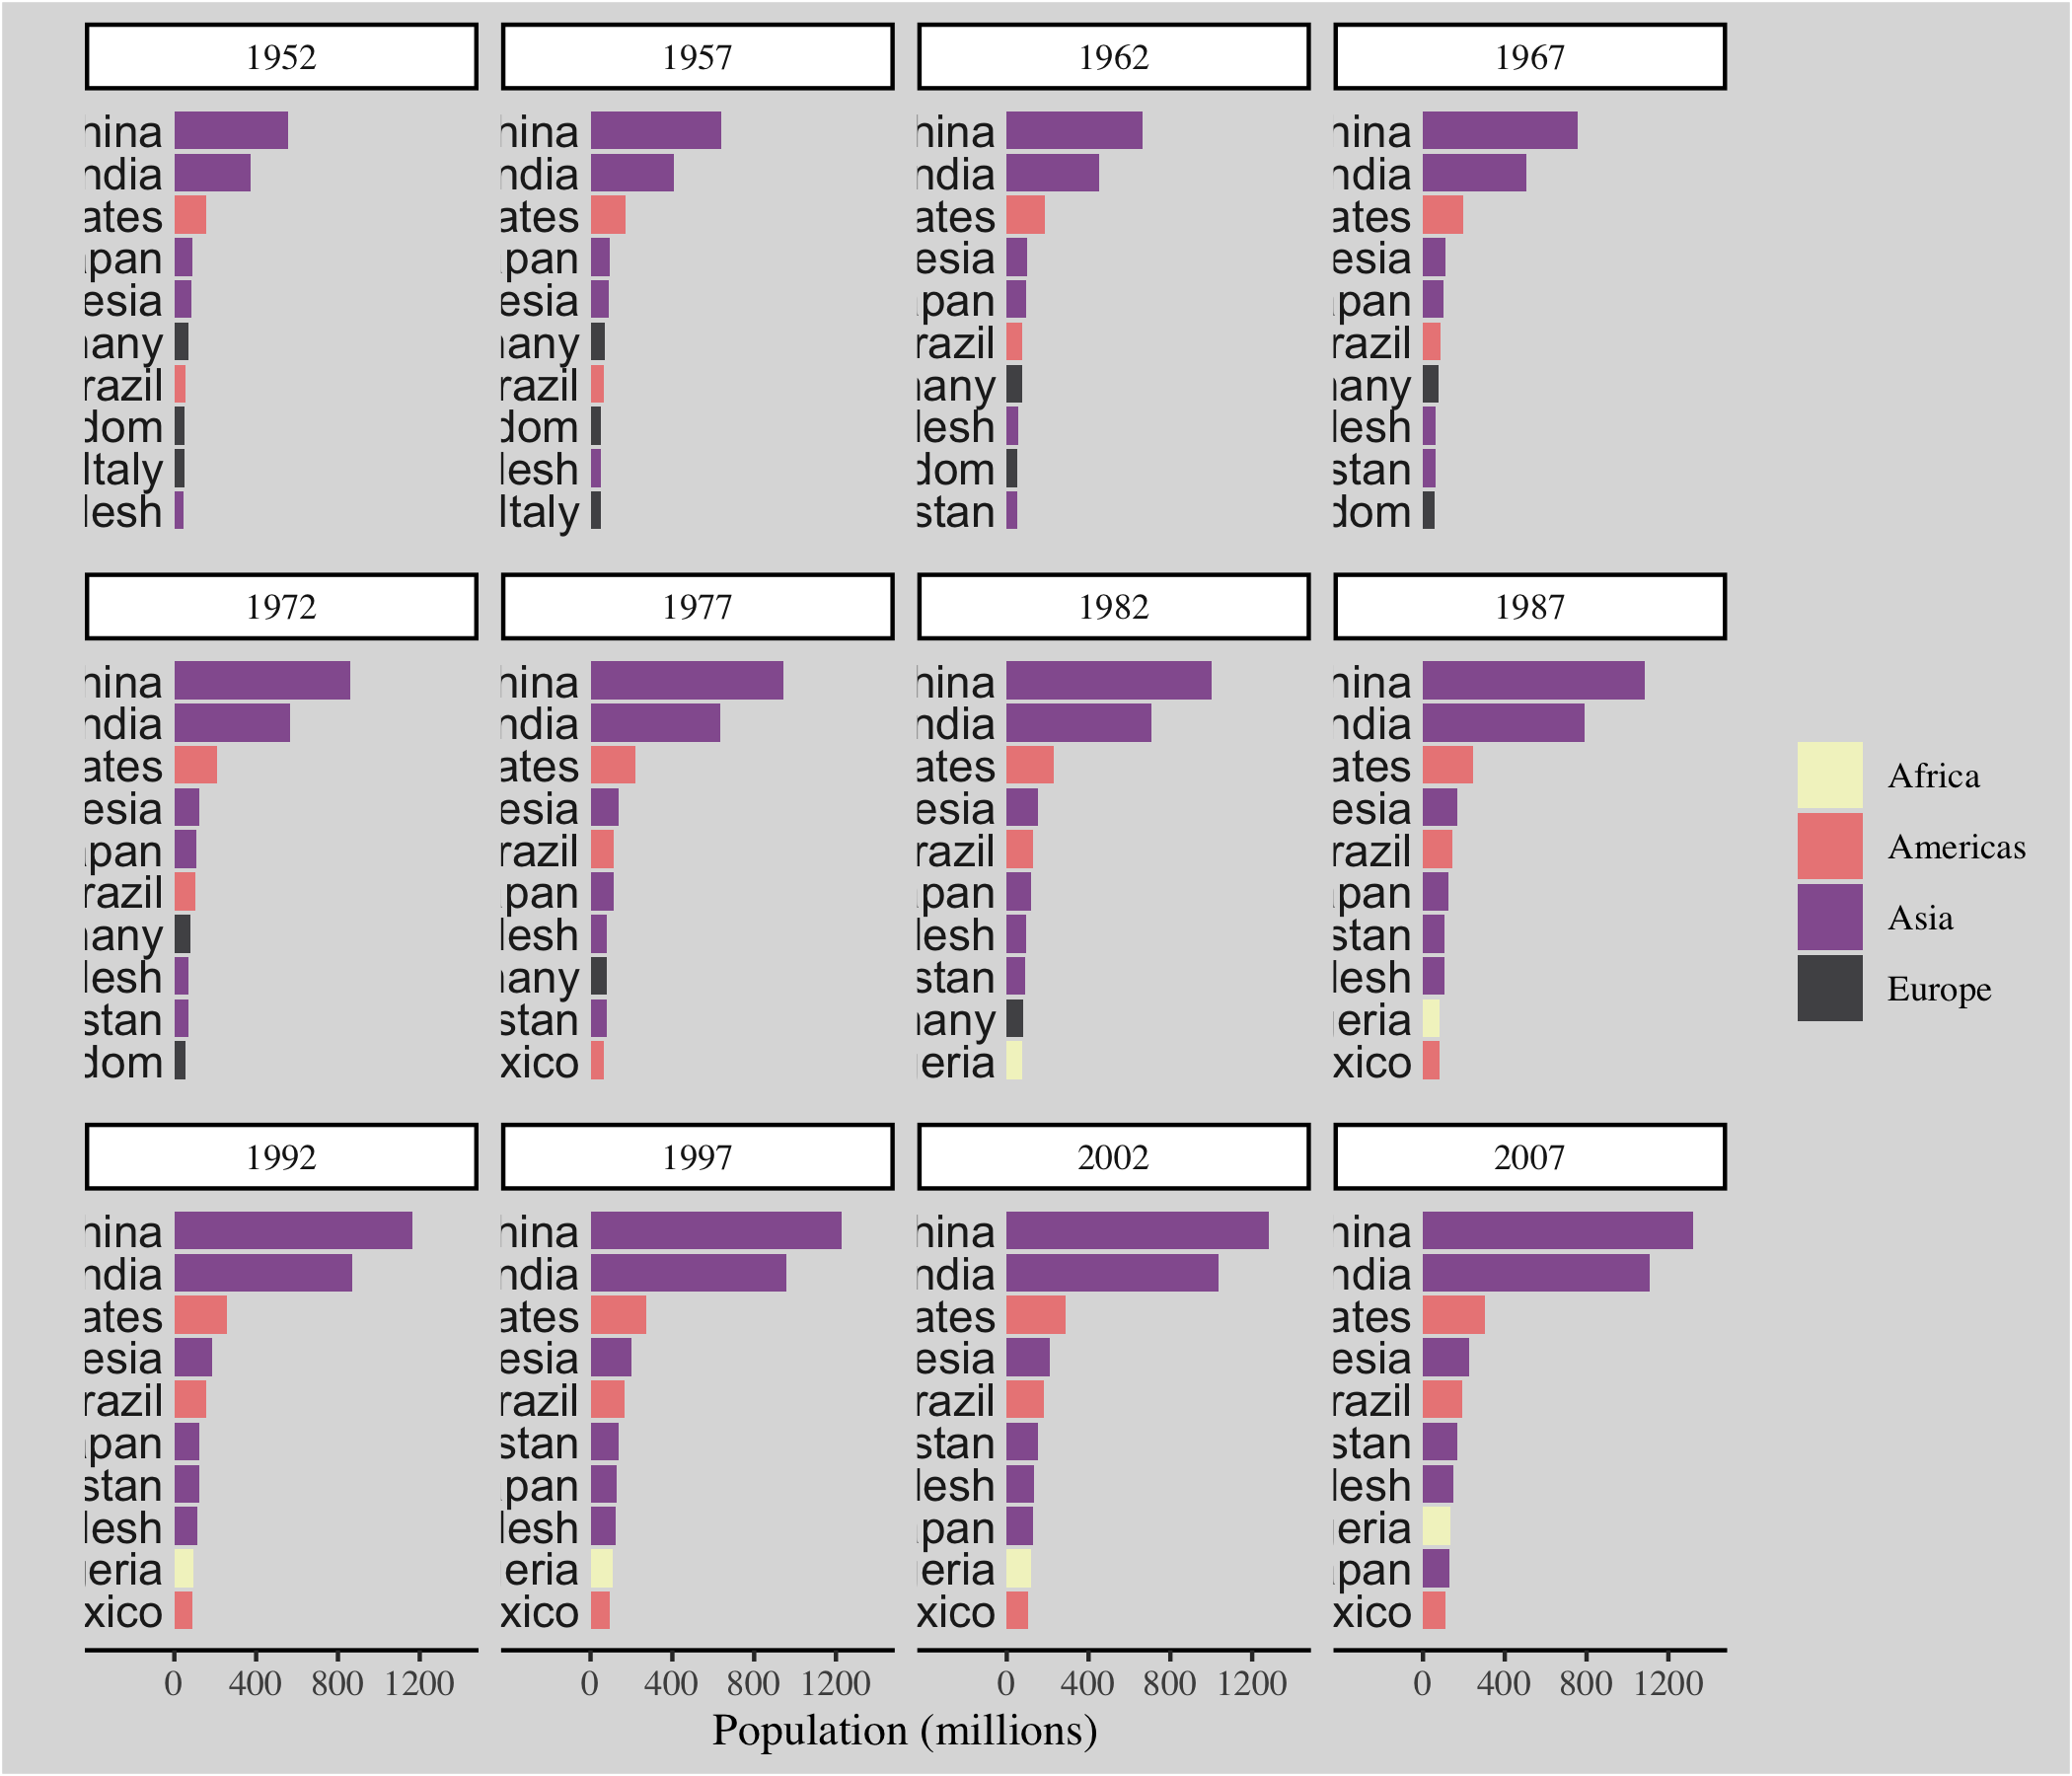 1952
hina
ndia
ates
pan
esia
any
razil
dom
Italy
lesh
1957
hina
ndia
ates
pan
esia
any
razil
dom
lesh
Italy
1962
hina
ndia
ates
esia
pan
razil
any
lesh
dom
stan
1967
hina
ndia
ates
esia
pan
razil
any
lesh
stan
dom
1972
hina
ndia
ates
esia
pan
razil
any
lesh
stan
dom
1977
hina
ndia
ates
esia
razil
pan
lesh
any
stan
xico
1982
hina
ndia
ates
esia
razil
pan
lesh
stan
any
eria
1987
hina
ndia
ates
esia
razil
pan
stan
lesh
eria
xico
1992
hina
ndia
ates
esia
razil
pan
stan
lesh
eria
xico
0 400 800 1200
1997
hina
ndia
ates
esia
razil
stan
pan
lesh
eria
xico
0 400 800 1200
2002
hina
ndia
ates
esia
razil
stan
lesh
pan
eria
xico
0 400 800 1200
2007
hina
ndia
ates
esia
razil
stan
lesh
eria
pan
xico
0 400 800 1200
Population (millions)
Africa
Americas
Asia
Europe